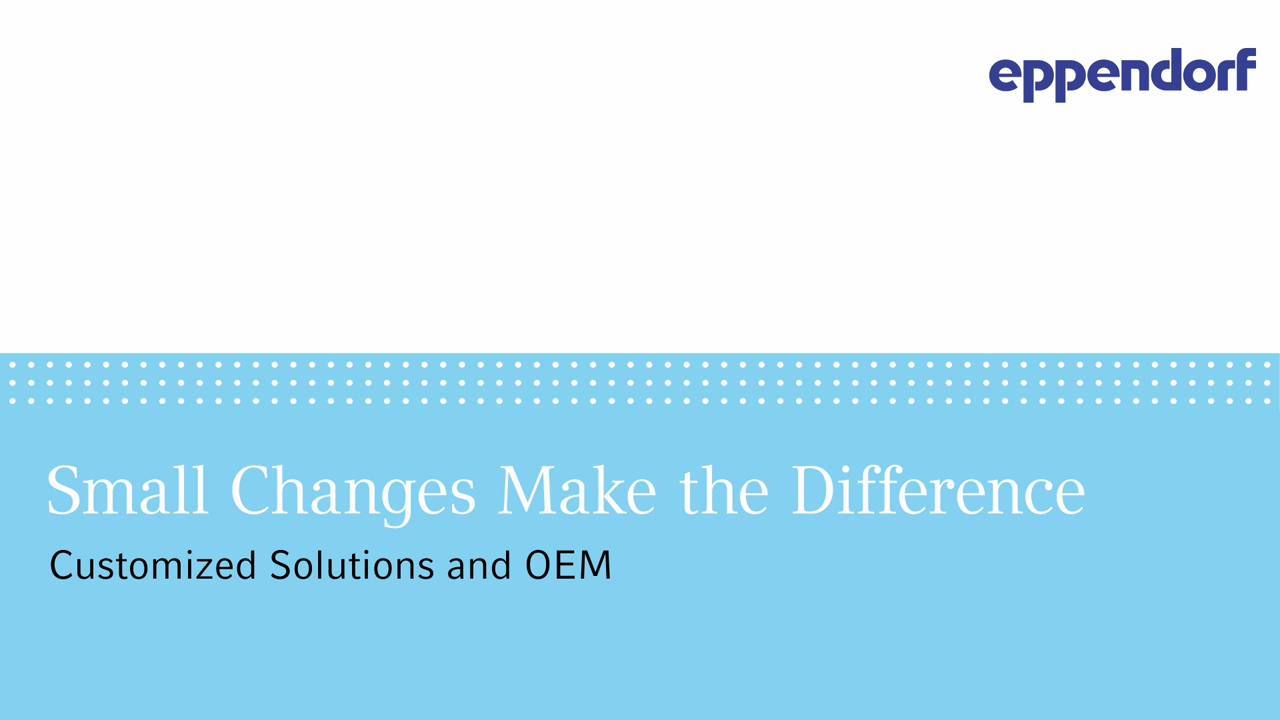 eppendorf
Small Changes Make the Difference
Customized Solutions and OEM